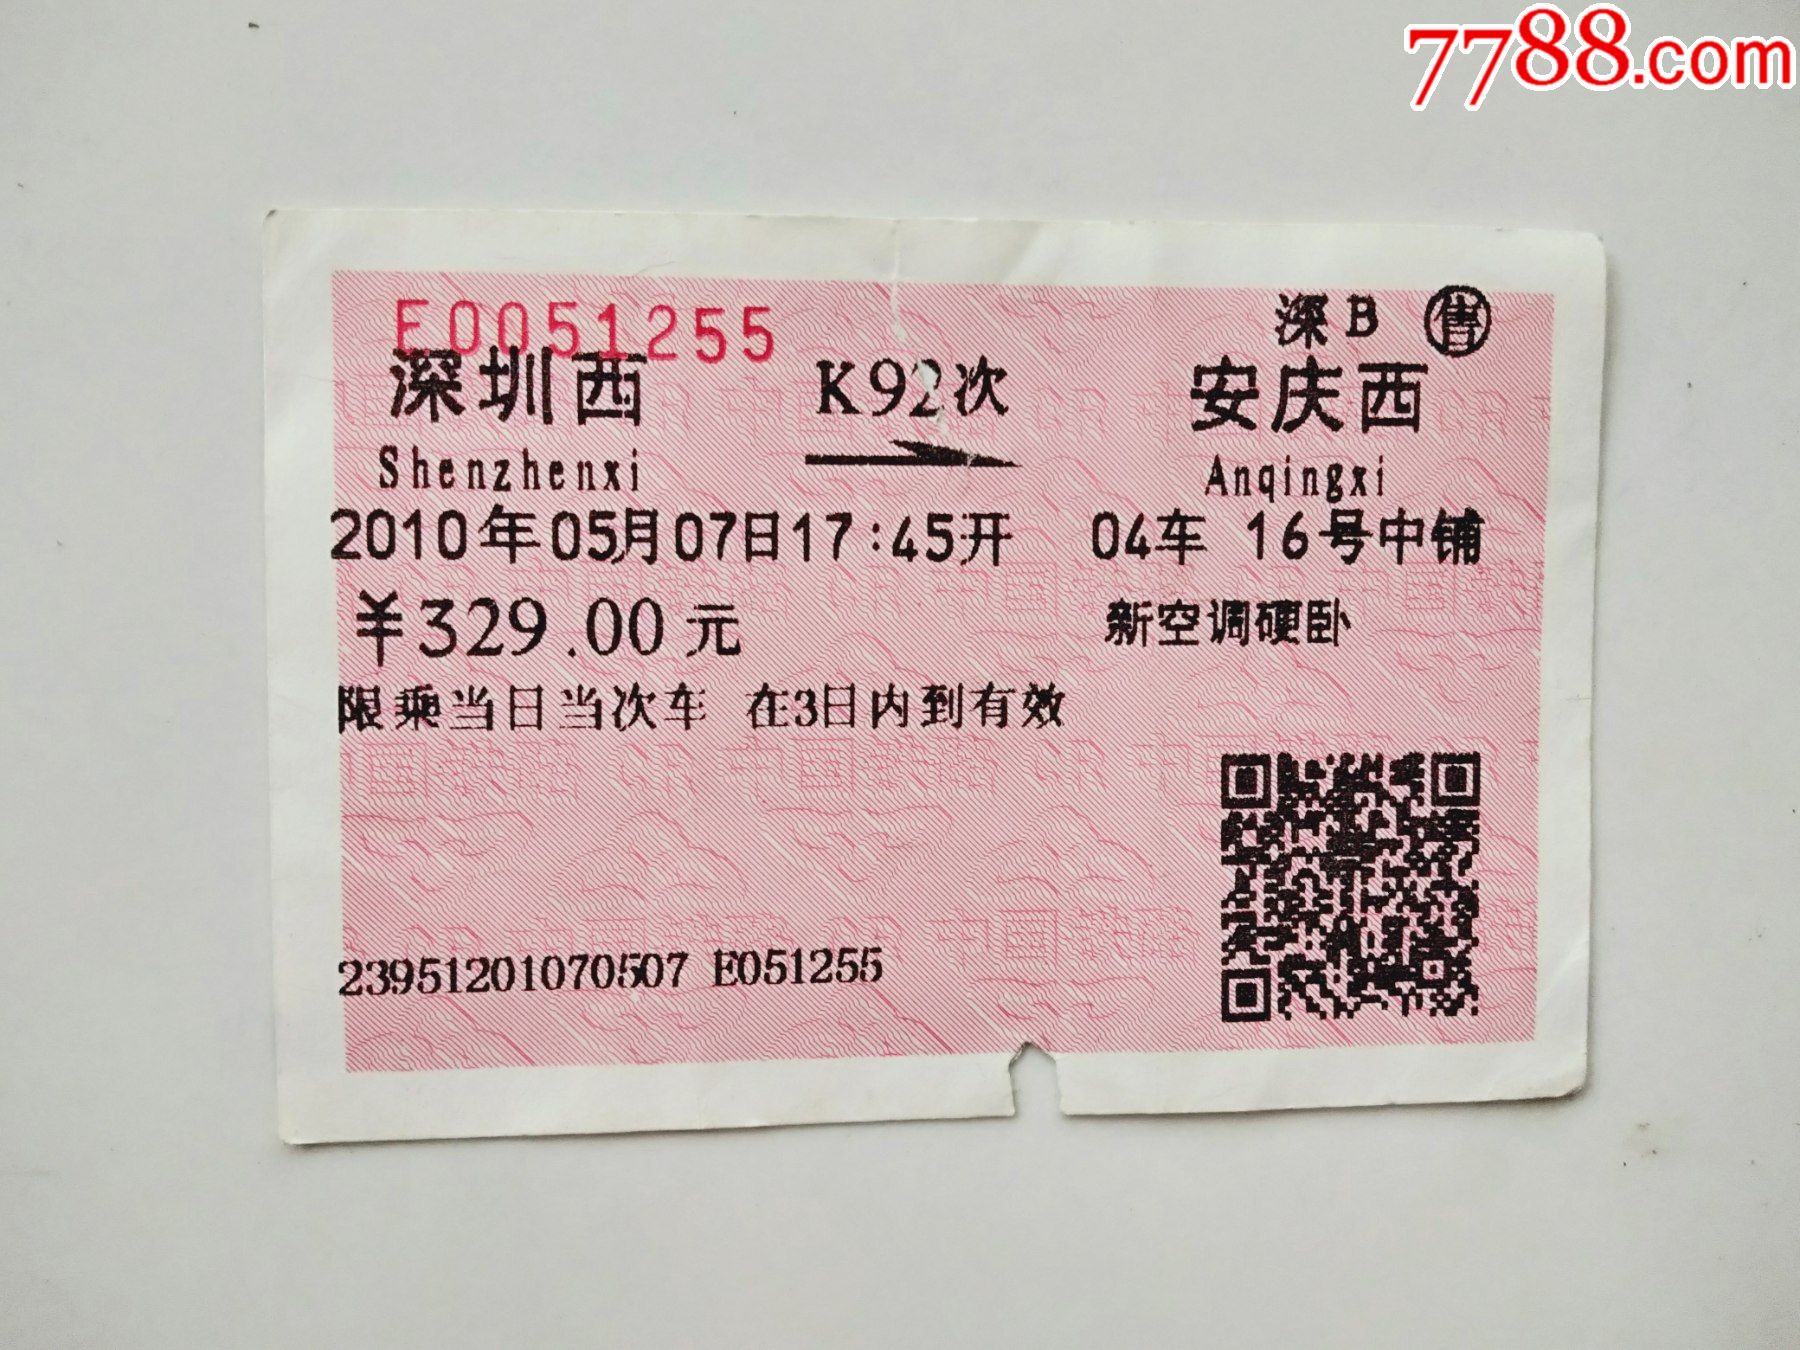 7788.com
E0051255
深B 售
深圳西 K92次 安庆西
Shenzhenxi Anqingxi
2010年05月07日17:45开 04车 16号中铺
¥329.00元 新空调硬卧
限乘当日当次车 在3日内到有效
23951201070507 E051255